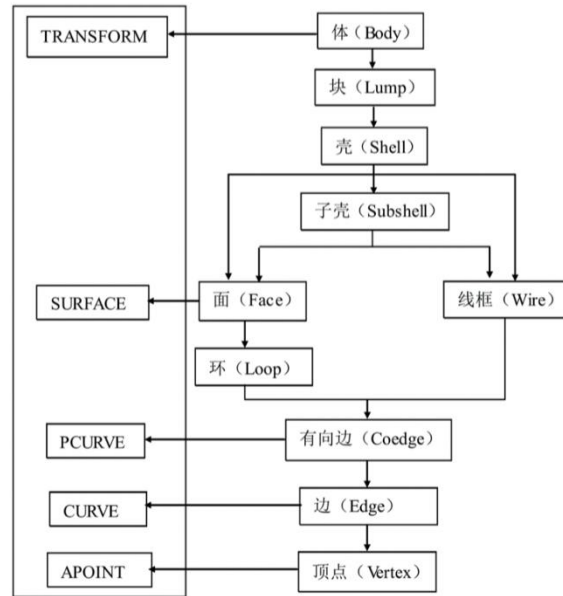 TRANSFORM
体（Body）
块（Lump）
壳（Shell）
子壳（Subshell）
SURFACE
面（Face）
线框（Wire）
环（Loop）
PCURVE
有向边（Coedge）
CURVE
边（Edge）
APOINT
顶点（Vertex）